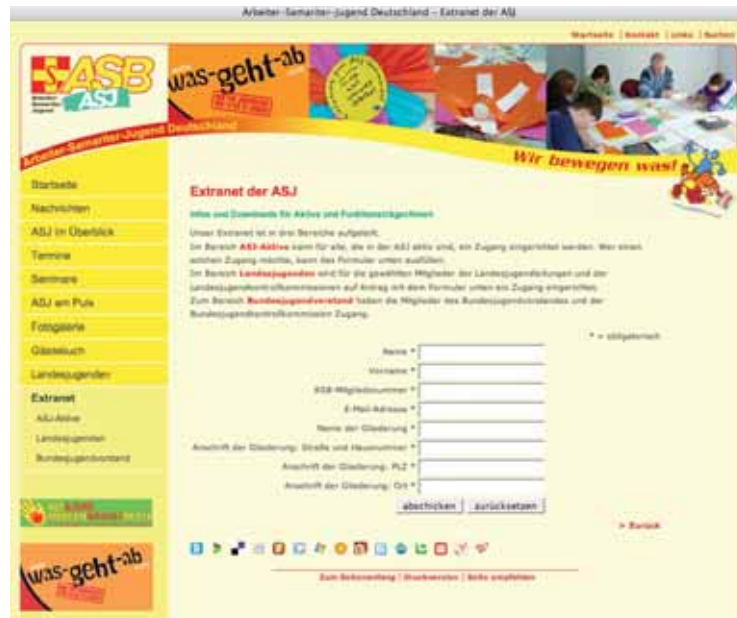 Arbeiter-Samariter-Jugend Deutschland – Extranet der ASJ
Startseite | Kontakt | Links | Suchen
ASB
ASJ
Arbeiter-
Samariter-
Jugend
was-geht-ab
Arbeiter-Samariter-Jugend Deutschland
Wir bewegen was!
Startseite
Nachrichten
ASJ im Überblick
Termine
Seminare
ASJ am Puls
Fotogalerie
Gästebuch
Landesjugenden
Extranet
ASJ-Aktive
Landesjugenden
Bundesjugendvorstand
was-geht-ab
Extranet der ASJ
Infos und Downloads für Aktive und FunktionsträgerInnen
Unser Extranet ist in drei Bereiche aufgeteilt.
Im Bereich ASJ-Aktive kann für alle, die in der ASJ aktiv sind, ein Zugang eingerichtet werden. Wer einen
solchen Zugang möchte, kann das Formular unten ausfüllen.
Im Bereich Landesjugenden wird für die gewählten Mitglieder der Landesjugendleitungen und der
Landesjugendkontrollkommissionen auf Antrag mit dem Formular unten ein Zugang eingerichtet.
Zum Bereich Bundesjugendvorstand haben die Mitglieder des Bundesjugendvorstandes und der
Bundesjugendkontrollkommission Zugang.
* = obligatorisch
Name *
Vorname *
ASB-Mitgliedsnummer *
E-Mail-Adresse *
Name der Gliederung *
Anschrift der Gliederung: Straße und Hausnummer *
Anschrift der Gliederung: PLZ *
Anschrift der Gliederung: Ort *
abschicken zurücksetzen
> Zurück
Zum Seitenanfang | Druckversion | Seite empfehlen